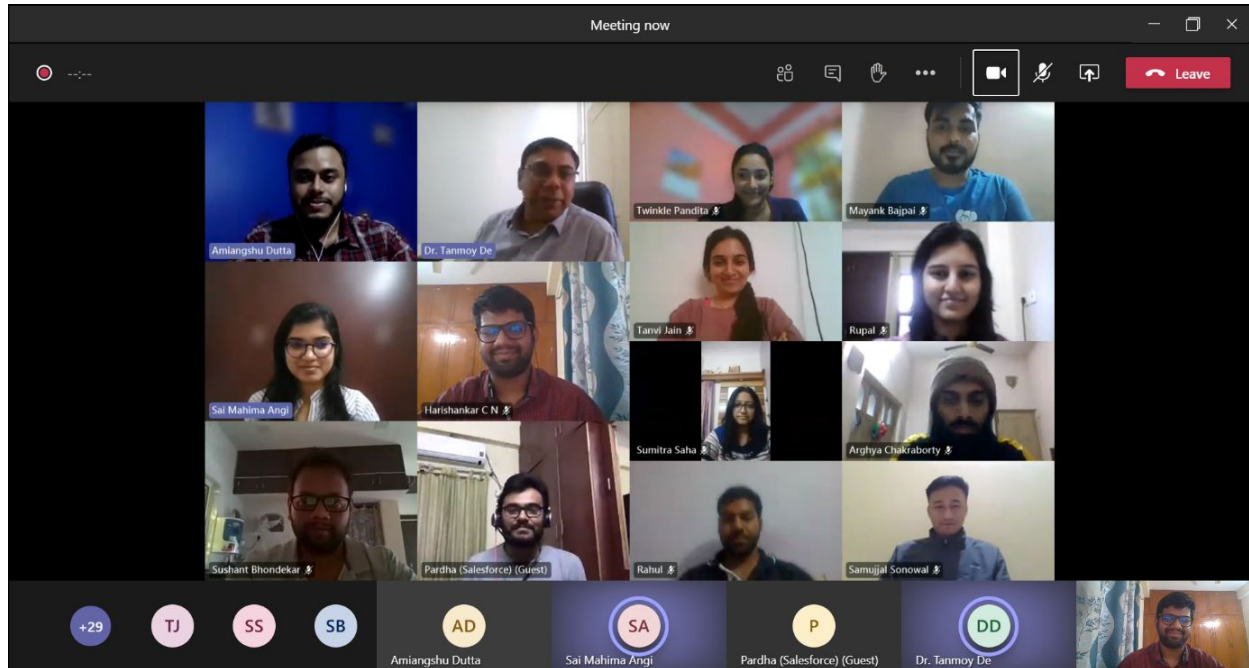 Meeting now
--:--
Leave
Amiangshu Dutta
Dr. Tanmoy De
Twinkle Pandita
Mayank Bajpai
Tanvi Jain
Rupal
Sai Mahima Angi
Harishankar C N
Sumitra Saha
Arghya Chakraborty
Sushant Bhondekar
Pardha (Salesforce) (Guest)
Rahul
Samujjal Sonowal
+29
TJ
SS
SB
AD
SA
P
DD
Amiangshu Dutta
Sai Mahima Angi
Pardha (Salesforce) (Guest)
Dr. Tanmoy De